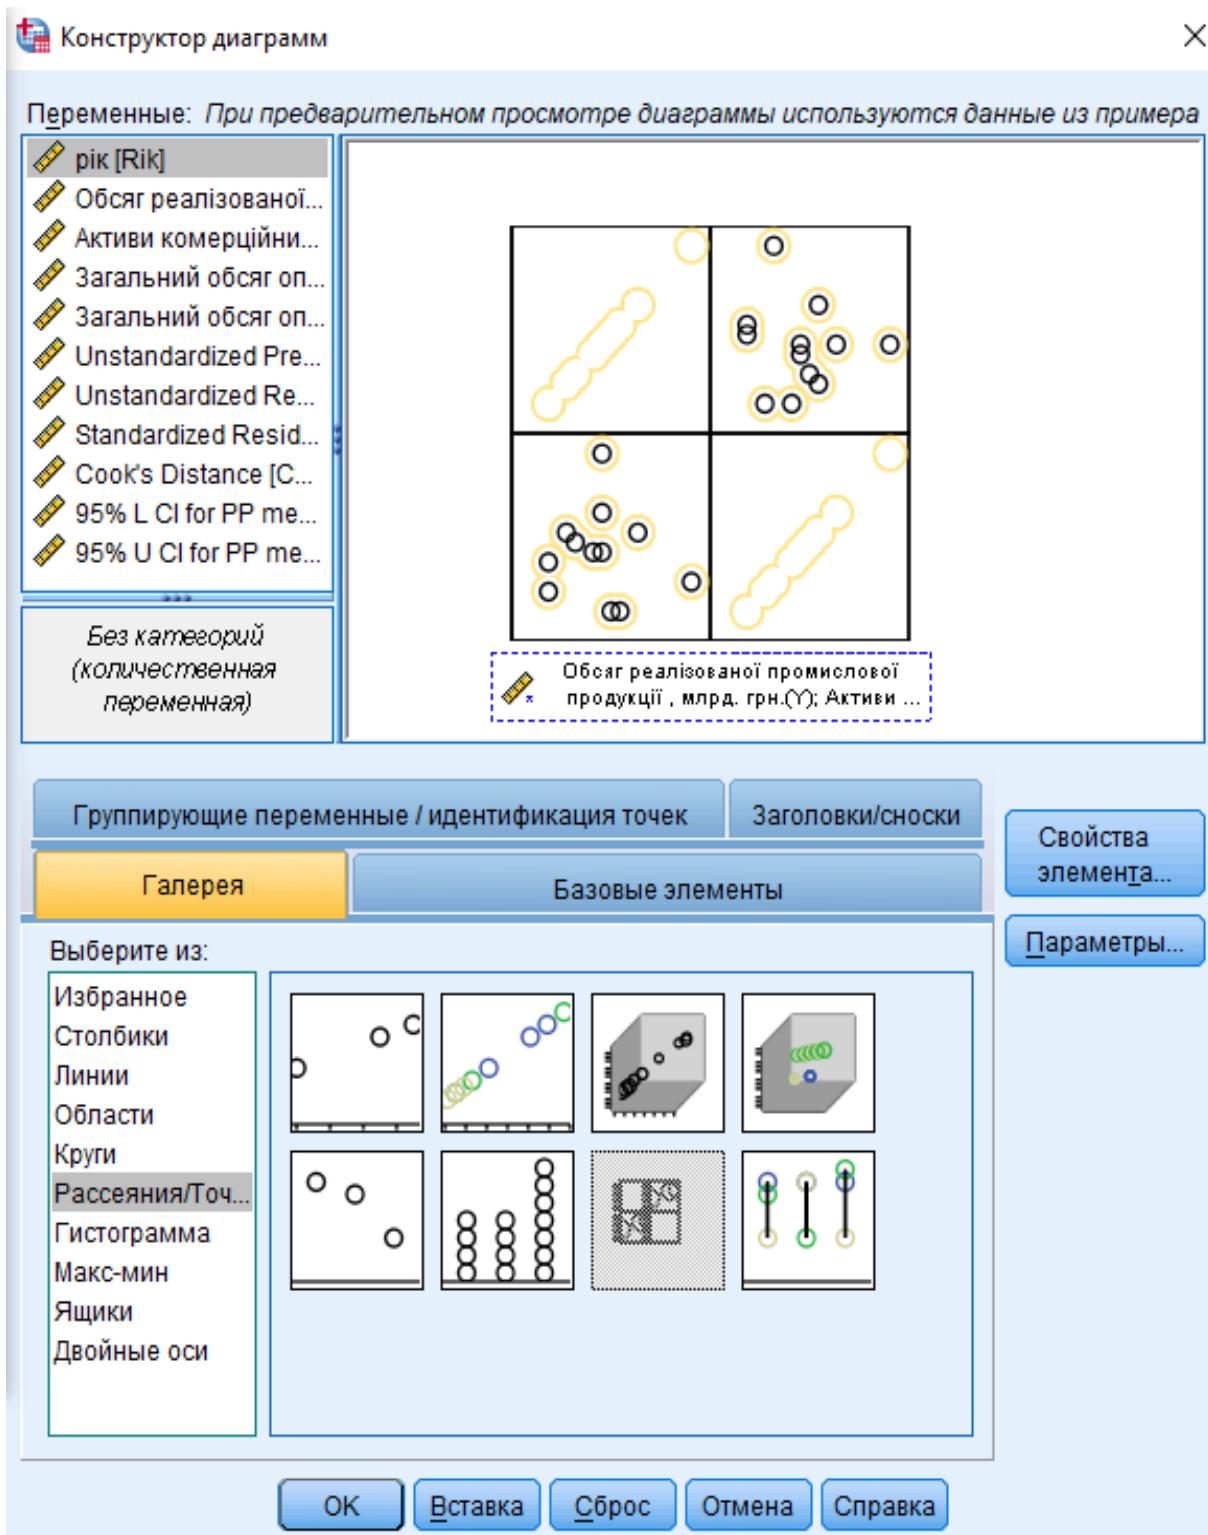 Конструктор диаграмм
Переменные: При предварительном просмотре диаграммы используются данные из примера
рік [Rik]
Обсяг реалізованої...
Активи комерційни...
Загальний обсяг оп...
Загальний обсяг оп...
Unstandardized Pre...
Unstandardized Re...
Standardized Resid...
Cook's Distance [C...
95% L CI for PP me...
95% U CI for PP me...
Без категорий
(количественная
переменная)
Обсяг реалізованої промислової
продукції , млрд. грн.(Y); Активи ...
Группирующие переменные / идентификация точек
Заголовки/сноски
Галерея
Базовые элементы
Свойства
элемента...
Параметры...
Выберите из:
Избранное
Столбики
Линии
Области
Круги
Рассеяния/Точ...
Гистограмма
Макс-мин
Ящики
Двойные оси
OK
Вставка
Сброс
Отмена
Справка